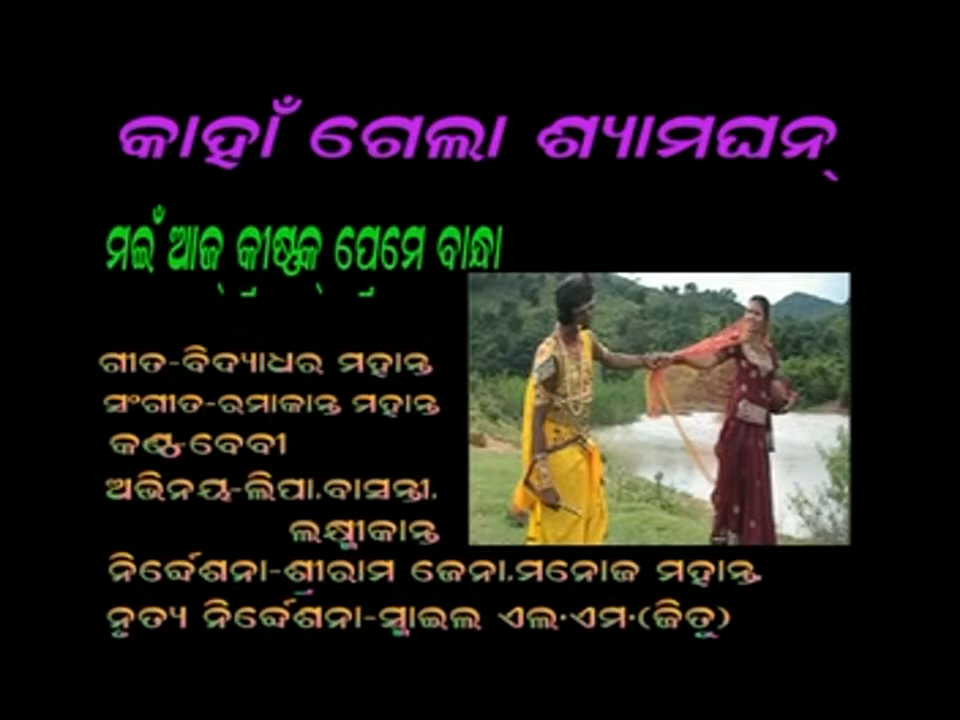 କାହାଁ ଗେଲା ଶ୍ୟାମଘନ୍
ମଇଁ ଆଜ୍ କ୍ରୀଷ୍ଣକ୍ ପ୍ରେମେ ବାନ୍ଧା
ଗୀତ-ବିଦ୍ୟାଧର ମହାନ୍ତ
ସଂଗୀତ-ରମାକାନ୍ତ ମହାନ୍ତ
କଣ୍ଠ-ବେବୀ
ଅଭିନୟ-ଲିପା.ବାସନ୍ତୀ.
ଲକ୍ଷ୍ମୀକାନ୍ତ
ନିର୍ଦ୍ଦେଶନା-ଶ୍ରୀରାମ ଜେନା.ମନୋଜ ମହାନ୍ତ
ନୃତ୍ୟ ନିର୍ଦ୍ଦେଶନା-ସ୍ମାଇଲ ଏଲ.ଏମ.(ଜିତୁ)